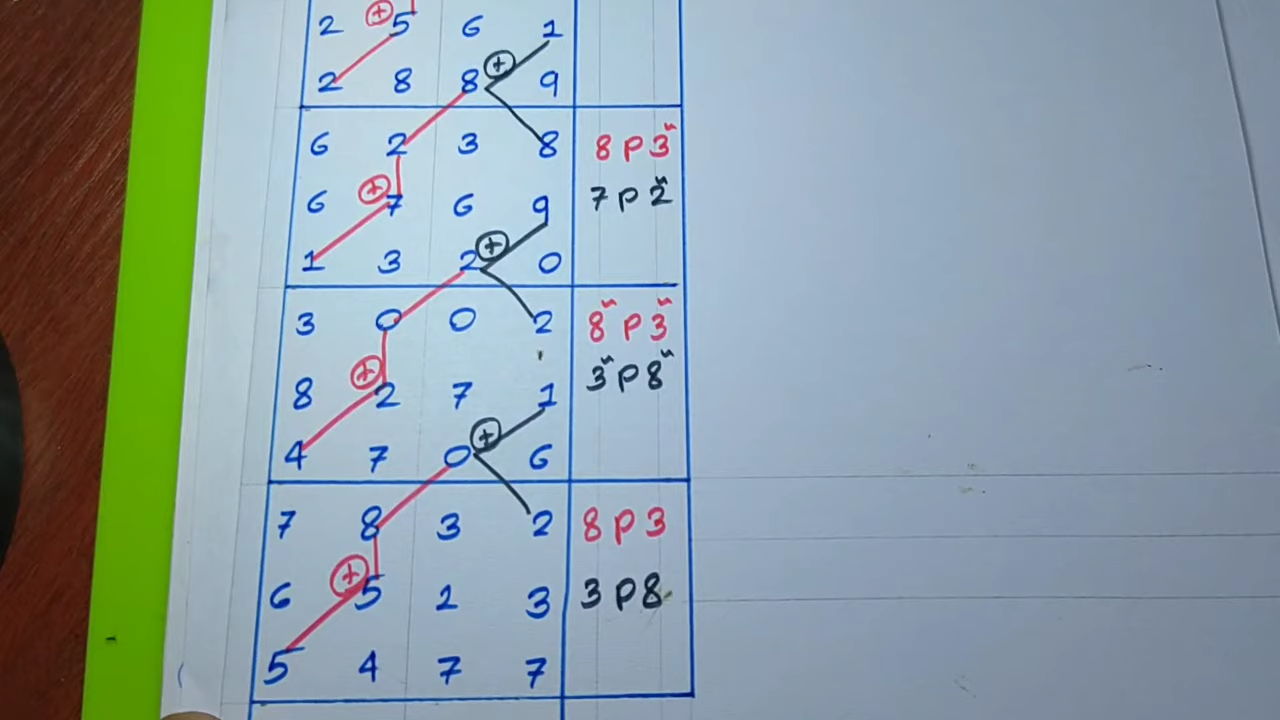 2 ⊕ 5 6 1
2 8 8 ⊕ 9
6 2 3 8 8 P 3̃
6 ⊕ 7 6 9 7 P 2̃
1 3 2 ⊕ 0
3 0 0 2 8̃ P 3̃
8 ⊕ 2 7 1 3̃ P 8̃
4 7 0 ⊕ 6
7 8 3 2 8 P 3
6 ⊕ 5 2 3 3 P 8
5 4 7 7